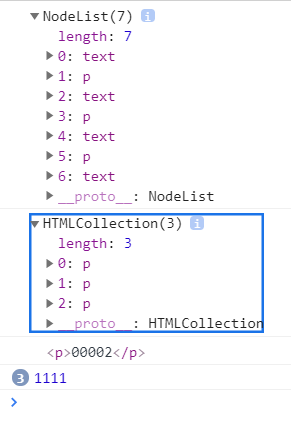 NodeList(7) i
length: 7
0: text
1: p
2: text
3: p
4: text
5: p
6: text
__proto__: NodeList
HTMLCollection(3) i
length: 3
0: p
1: p
2: p
__proto__: HTMLCollection
<p>00002</p>
3 1111